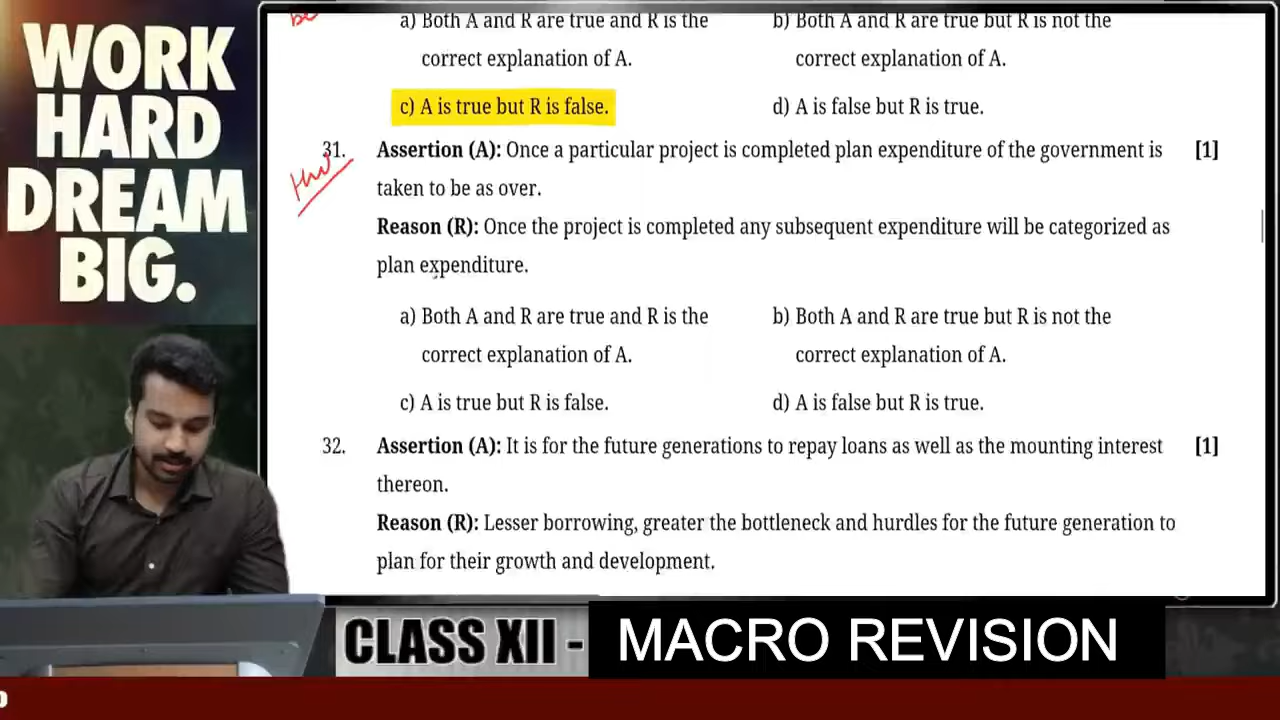 WORK
HARD
DREAM
BIG.
a) Both A and R are true and R is the
correct explanation of A.
b) Both A and R are true but R is not the
correct explanation of A.
c) A is true but R is false.
d) A is false but R is true.
31. Assertion (A): Once a particular project is completed plan expenditure of the government is [1]
taken to be as over.
Reason (R): Once the project is completed any subsequent expenditure will be categorized as
plan expenditure.
a) Both A and R are true and R is the
correct explanation of A.
b) Both A and R are true but R is not the
correct explanation of A.
c) A is true but R is false.
d) A is false but R is true.
32. Assertion (A): It is for the future generations to repay loans as well as the mounting interest [1]
thereon.
Reason (R): Lesser borrowing, greater the bottleneck and hurdles for the future generation to
plan for their growth and development.
CLASS XII - MACRO REVISION